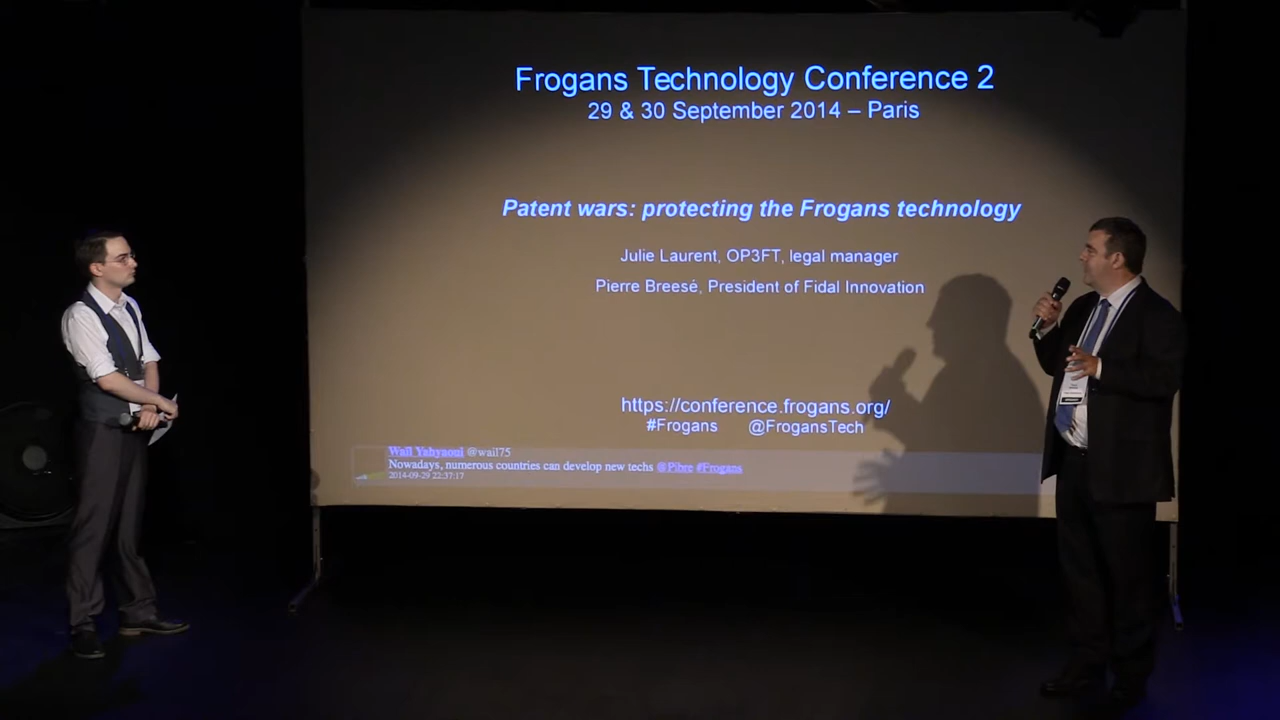 Frogans Technology Conference 2
29 & 30 September 2014 – Paris
Patent wars: protecting the Frogans technology
Julie Laurent, OP3FT, legal manager
Pierre Breesé, President of Fidal Innovation
https://conference.frogans.org/
#Frogans @FrogansTech
Waïl Yahyaoui @wail75
Nowadays, numerous countries can develop new techs @Pibre #Frogans
2014-09-29 22:37:17